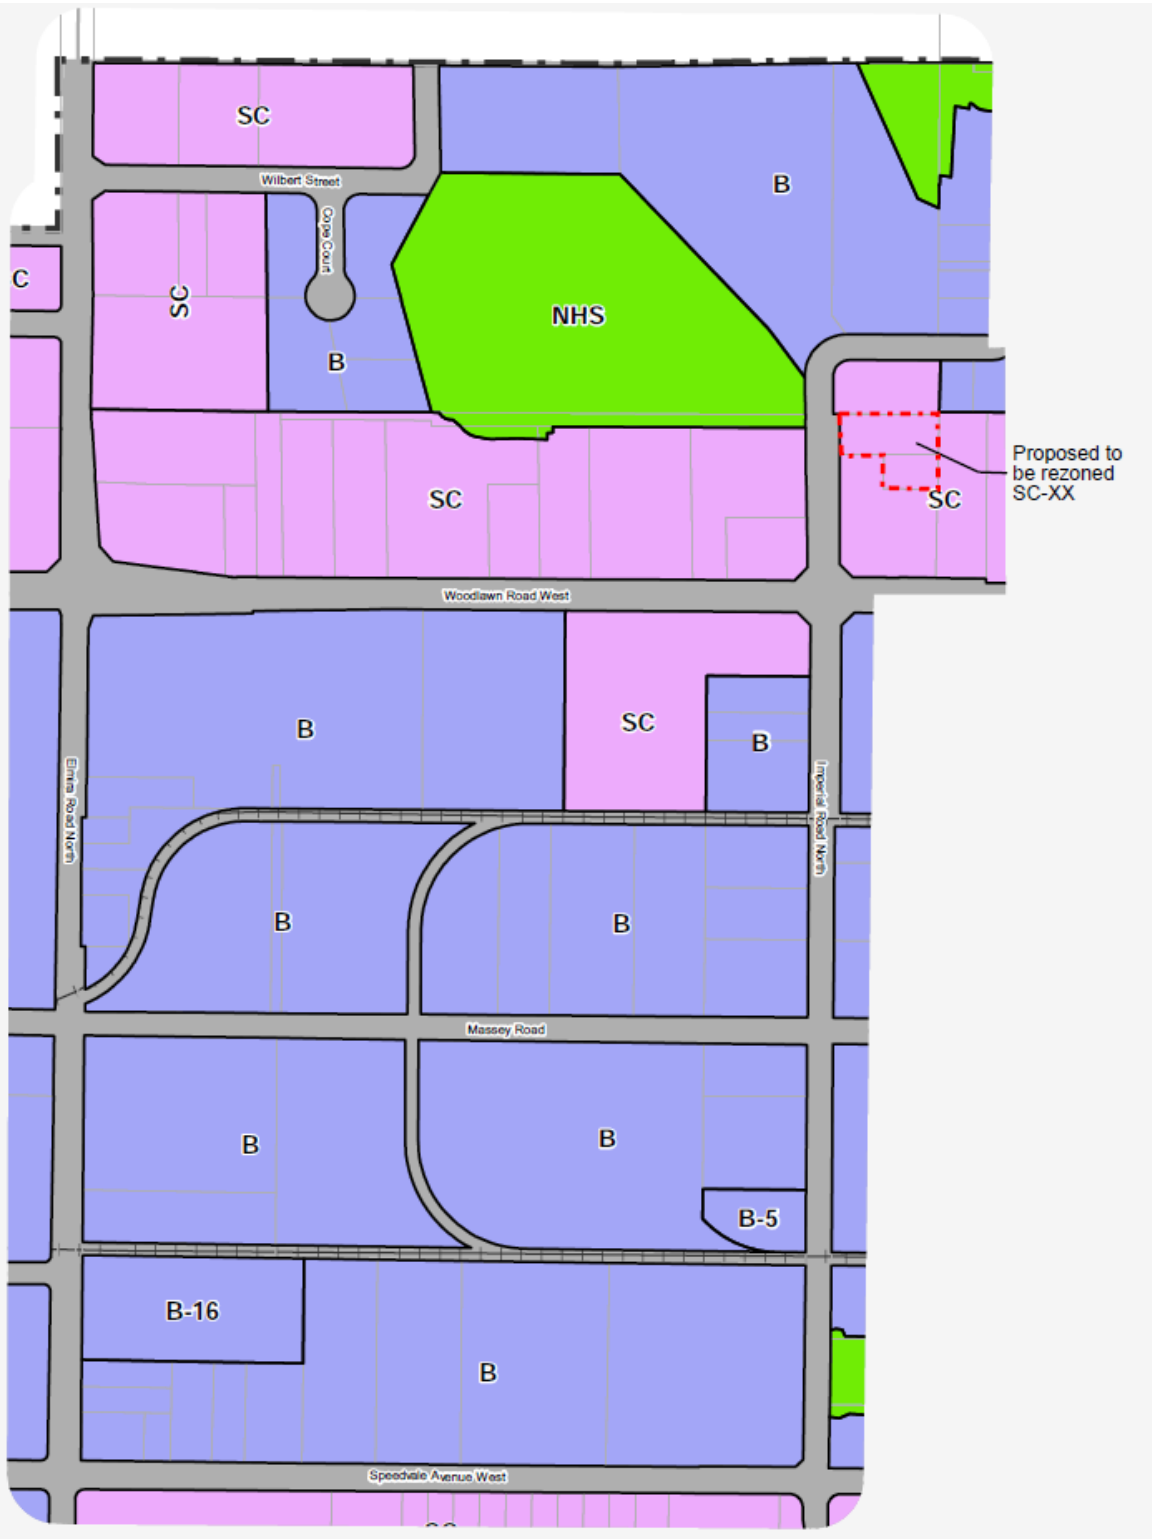 SC
Wilbert Street
B
Cope Court
C
SC
NHS
B
Proposed to
be rezoned
SC-XX
SC
SC
Woodlawn Road West
B
SC
B
Elmira Road North
Imperial Road North
B
B
Massey Road
B
B
B-5
B-16
B
Speedvale Avenue West